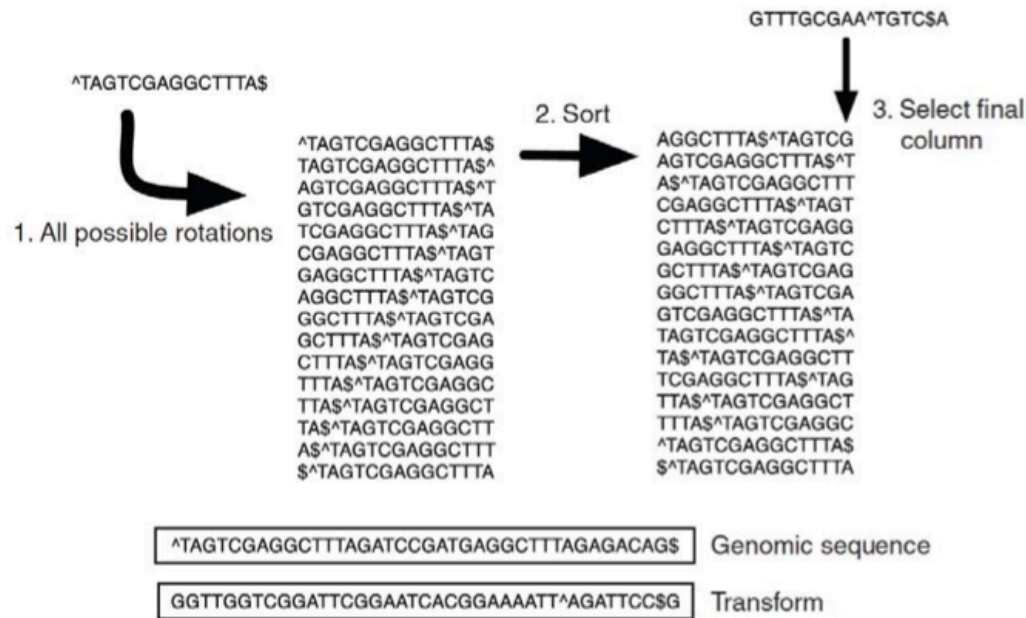 GTTTGCGAA^TGTC$A
^TAGTCGAGGCTTTA$
1. All possible rotations
^TAGTCGAGGCTTTA$
TAGTCGAGGCTTTA$^
AGTCGAGGCTTTA$^T
GTCGAGGCTTTA$^TA
TCGAGGCTTTA$^TAG
CGAGGCTTTA$^TAGT
GAGGCTTTA$^TAGTC
AGGCTTTA$^TAGTCG
GGCTTTA$^TAGTCGA
GCTTTA$^TAGTCGAG
CTTTA$^TAGTCGAGG
TTTA$^TAGTCGAGGC
TTA$^TAGTCGAGGCT
TA$^TAGTCGAGGCTT
A$^TAGTCGAGGCTTT
$^TAGTCGAGGCTTTA
2. Sort
AGGCTTTA$^TAGTCG
AGTCGAGGCTTTA$^T
A$^TAGTCGAGGCTTT
CGAGGCTTTA$^TAGT
CTTTA$^TAGTCGAGG
GAGGCTTTA$^TAGTC
GCTTTA$^TAGTCGAG
GGCTTTA$^TAGTCGA
GTCGAGGCTTTA$^TA
TAGTCGAGGCTTTA$^
TA$^TAGTCGAGGCTT
TCGAGGCTTTA$^TAG
TTA$^TAGTCGAGGCT
TTTA$^TAGTCGAGGC
^TAGTCGAGGCTTTA$
$^TAGTCGAGGCTTTA
3. Select final
column
^TAGTCGAGGCTTTAGATCCGATGAGGCTTTAGAGACAG$ Genomic sequence
GGTTGGTCGGATTCGGAATCACGGAAAATT^AGATTCC$G Transform